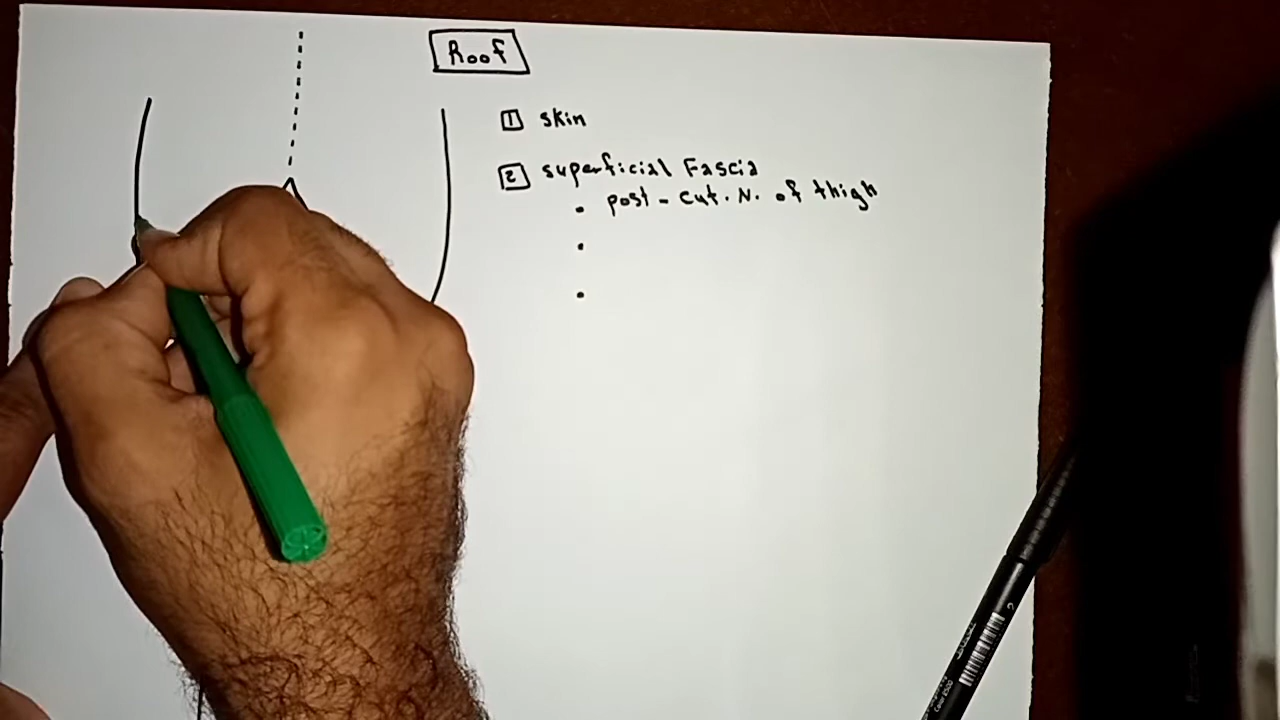 Roof
1 skin
2 superficial Fascia
• post - cut. N. of thigh
•
•